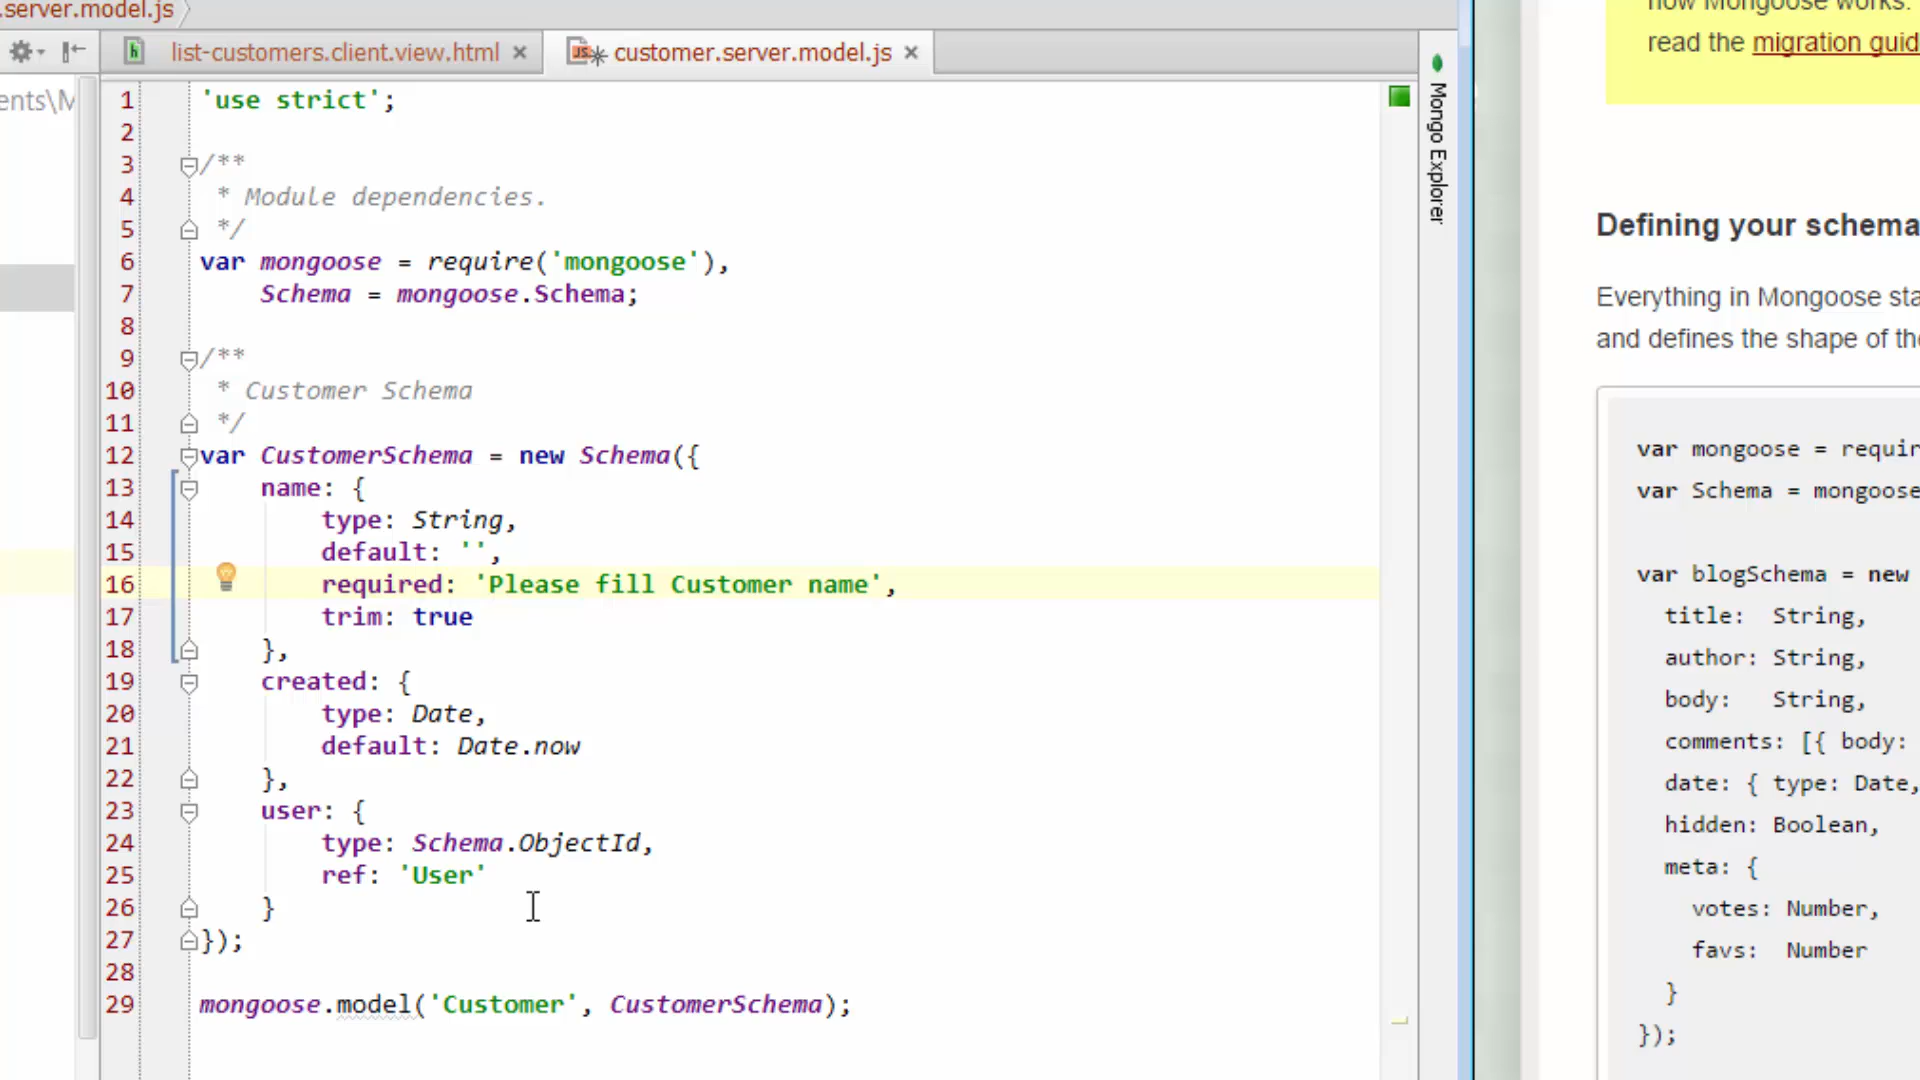 .server.model.js
list-customers.client.view.html
customer.server.model.js
ents\M
1 'use strict';
2
3 /**
4 * Module dependencies.
5 */
6 var mongoose = require('mongoose'),
7 Schema = mongoose.Schema;
8
9 /**
10 * Customer Schema
11 */
12 var CustomerSchema = new Schema({
13 name: {
14 type: String,
15 default: '',
16 required: 'Please fill Customer name',
17 trim: true
18 },
19 created: {
20 type: Date,
21 default: Date.now
22 },
23 user: {
24 type: Schema.ObjectId,
25 ref: 'User'
26 }
27 });
28
29 mongoose.model('Customer', CustomerSchema);
Mongo Explorer
how Mongoose works.
read the migration guid
Defining your schema
Everything in Mongoose sta
and defines the shape of the
var mongoose = requir
var Schema = mongoose
var blogSchema = new
title: String,
author: String,
body: String,
comments: [{ body:
date: { type: Date,
hidden: Boolean,
meta: {
votes: Number,
favs: Number
}
});